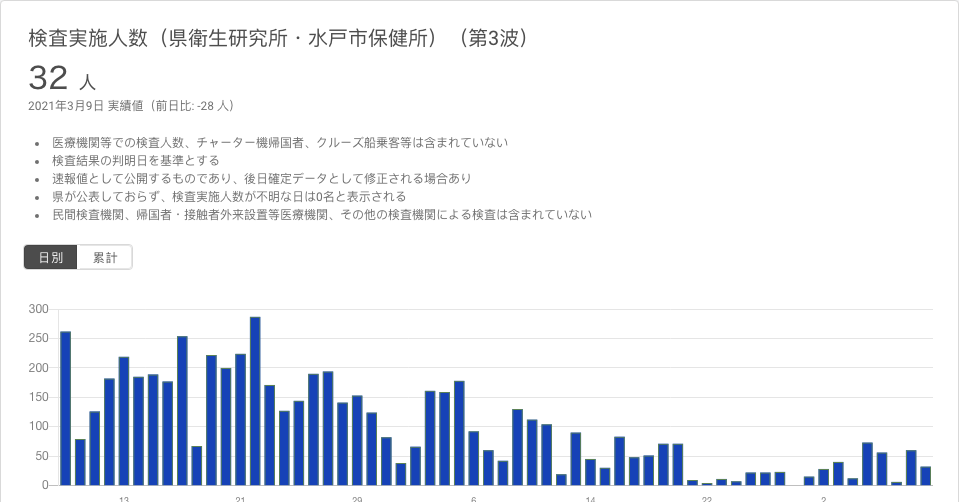 検査実施人数（県衛生研究所・水戸市保健所）（第3波）
32 人
2021年3月9日 実績値（前日比: -28 人）
医療機関等での検査人数、チャーター機帰国者、クルーズ船乗客等は含まれていない
検査結果の判明日を基準とする
速報値として公開するものであり、後日確定データとして修正される場合あり
県が公表しておらず、検査実施人数が不明な日は0名と表示される
民間検査機関、帰国者・接触者外来設置等医療機関、その他の検査機関による検査は含まれていない
日別 累計
300
250
200
150
100
50
0
13 21 29 6 14 22 2